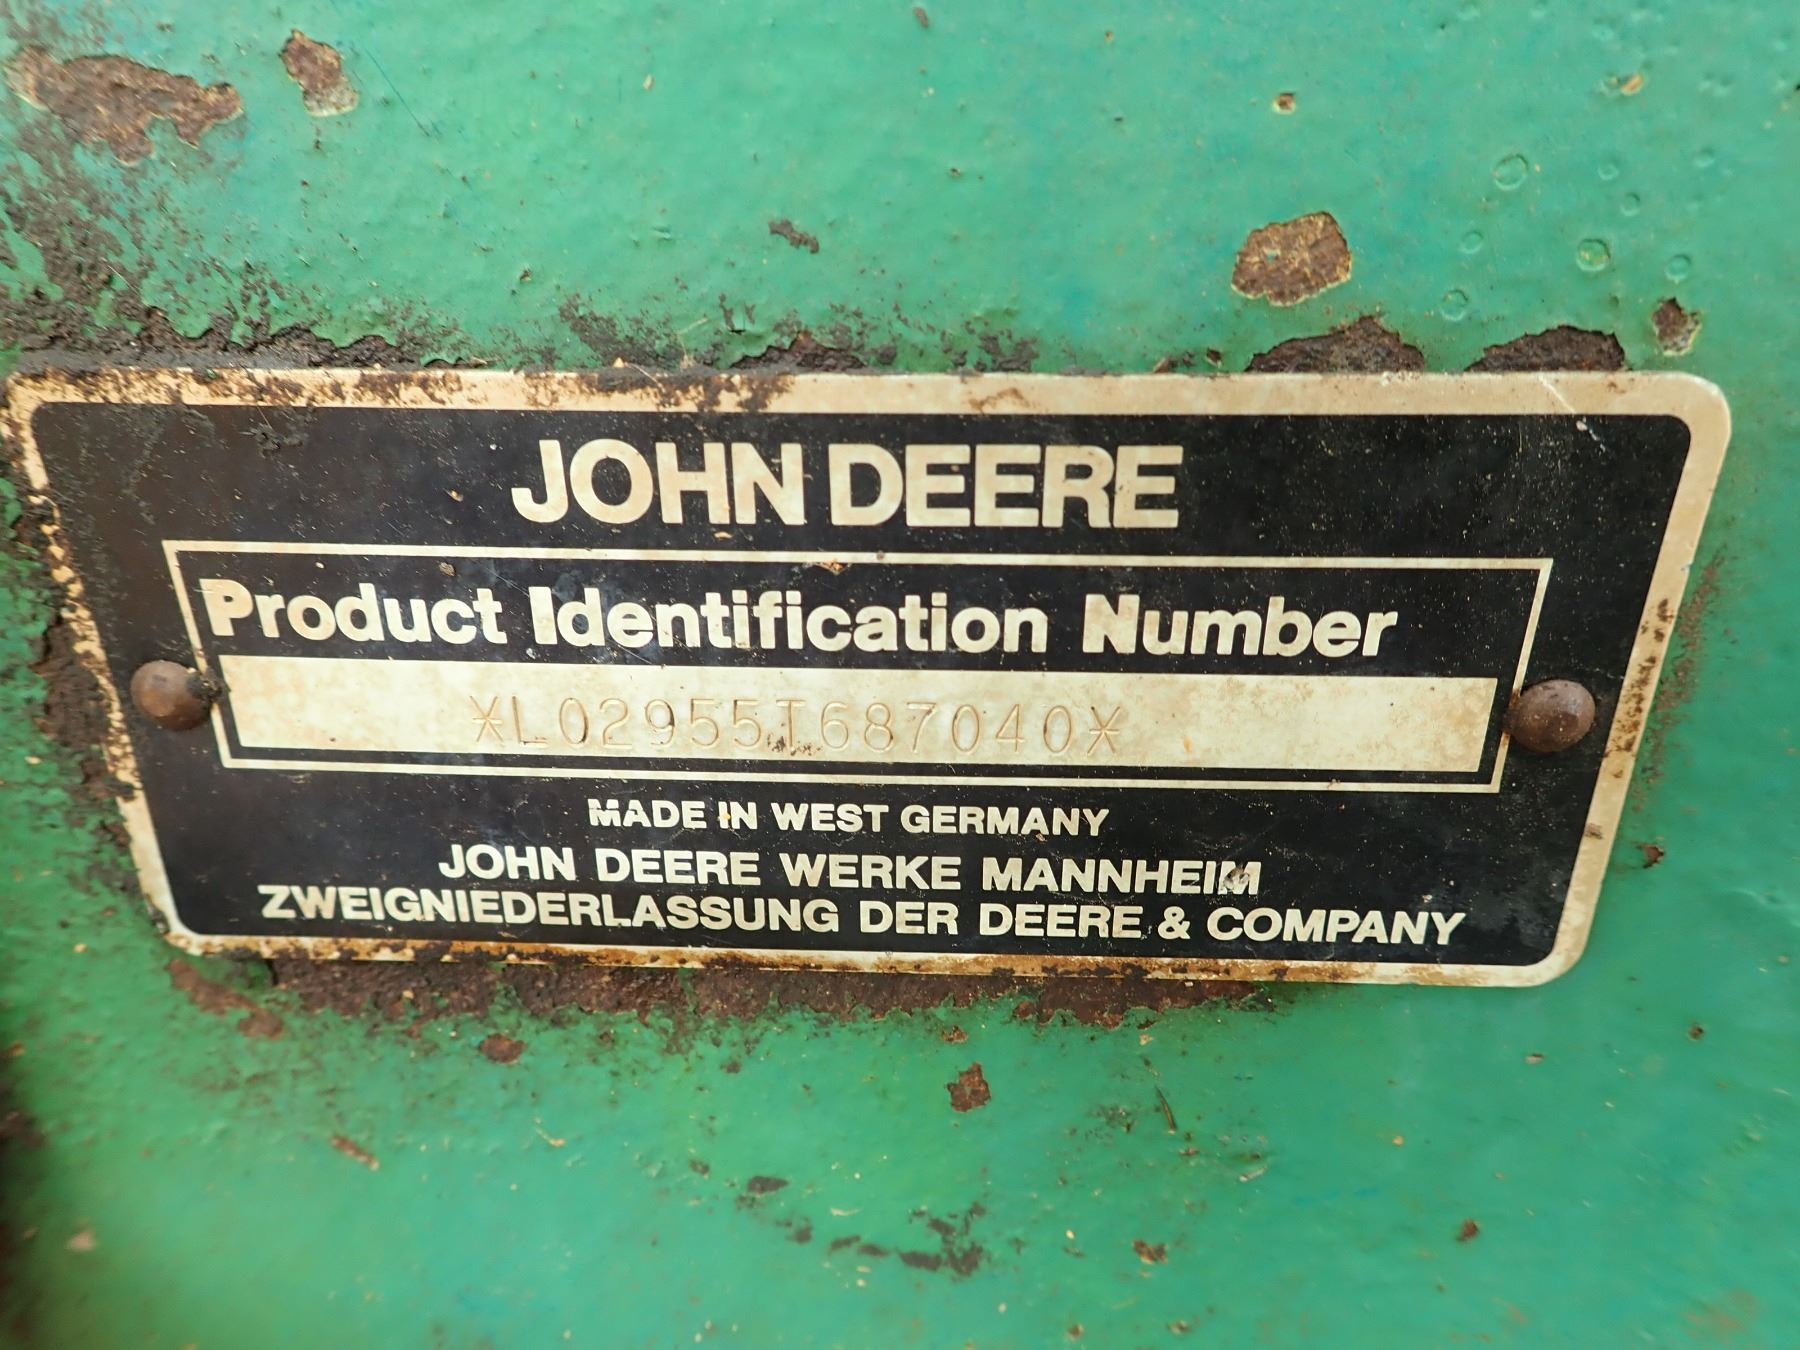 JOHN DEERE
Product Identification Number
*L02955T687040*
MADE IN WEST GERMANY
JOHN DEERE WERKE MANNHEIM
ZWEIGNIEDERLASSUNG DER DEERE & COMPANY